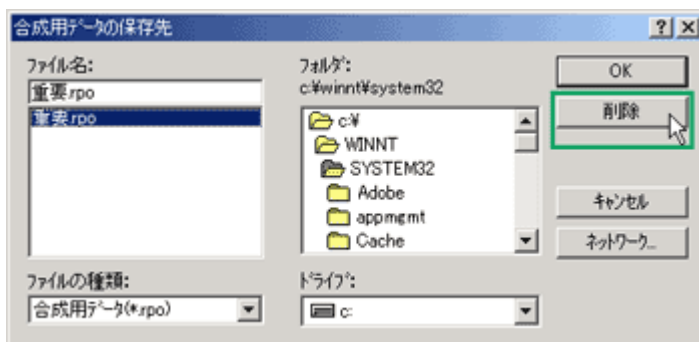 合成用ﾃﾞｰﾀの保存先
ﾌｧｲﾙ名:
重要.rpo
重要.rpo
ﾌｧｲﾙの種類:
合成用ﾃﾞｰﾀ(*.rpo)
ﾌｫﾙﾀﾞ:
c:¥winnt¥system32
c:¥
WINNT
SYSTEM32
Adobe
appmgmt
Cache
ﾄﾞﾗｲﾌﾞ:
c:
OK
削除
ｷｬﾝｾﾙ
ﾈｯﾄﾜｰｸ...